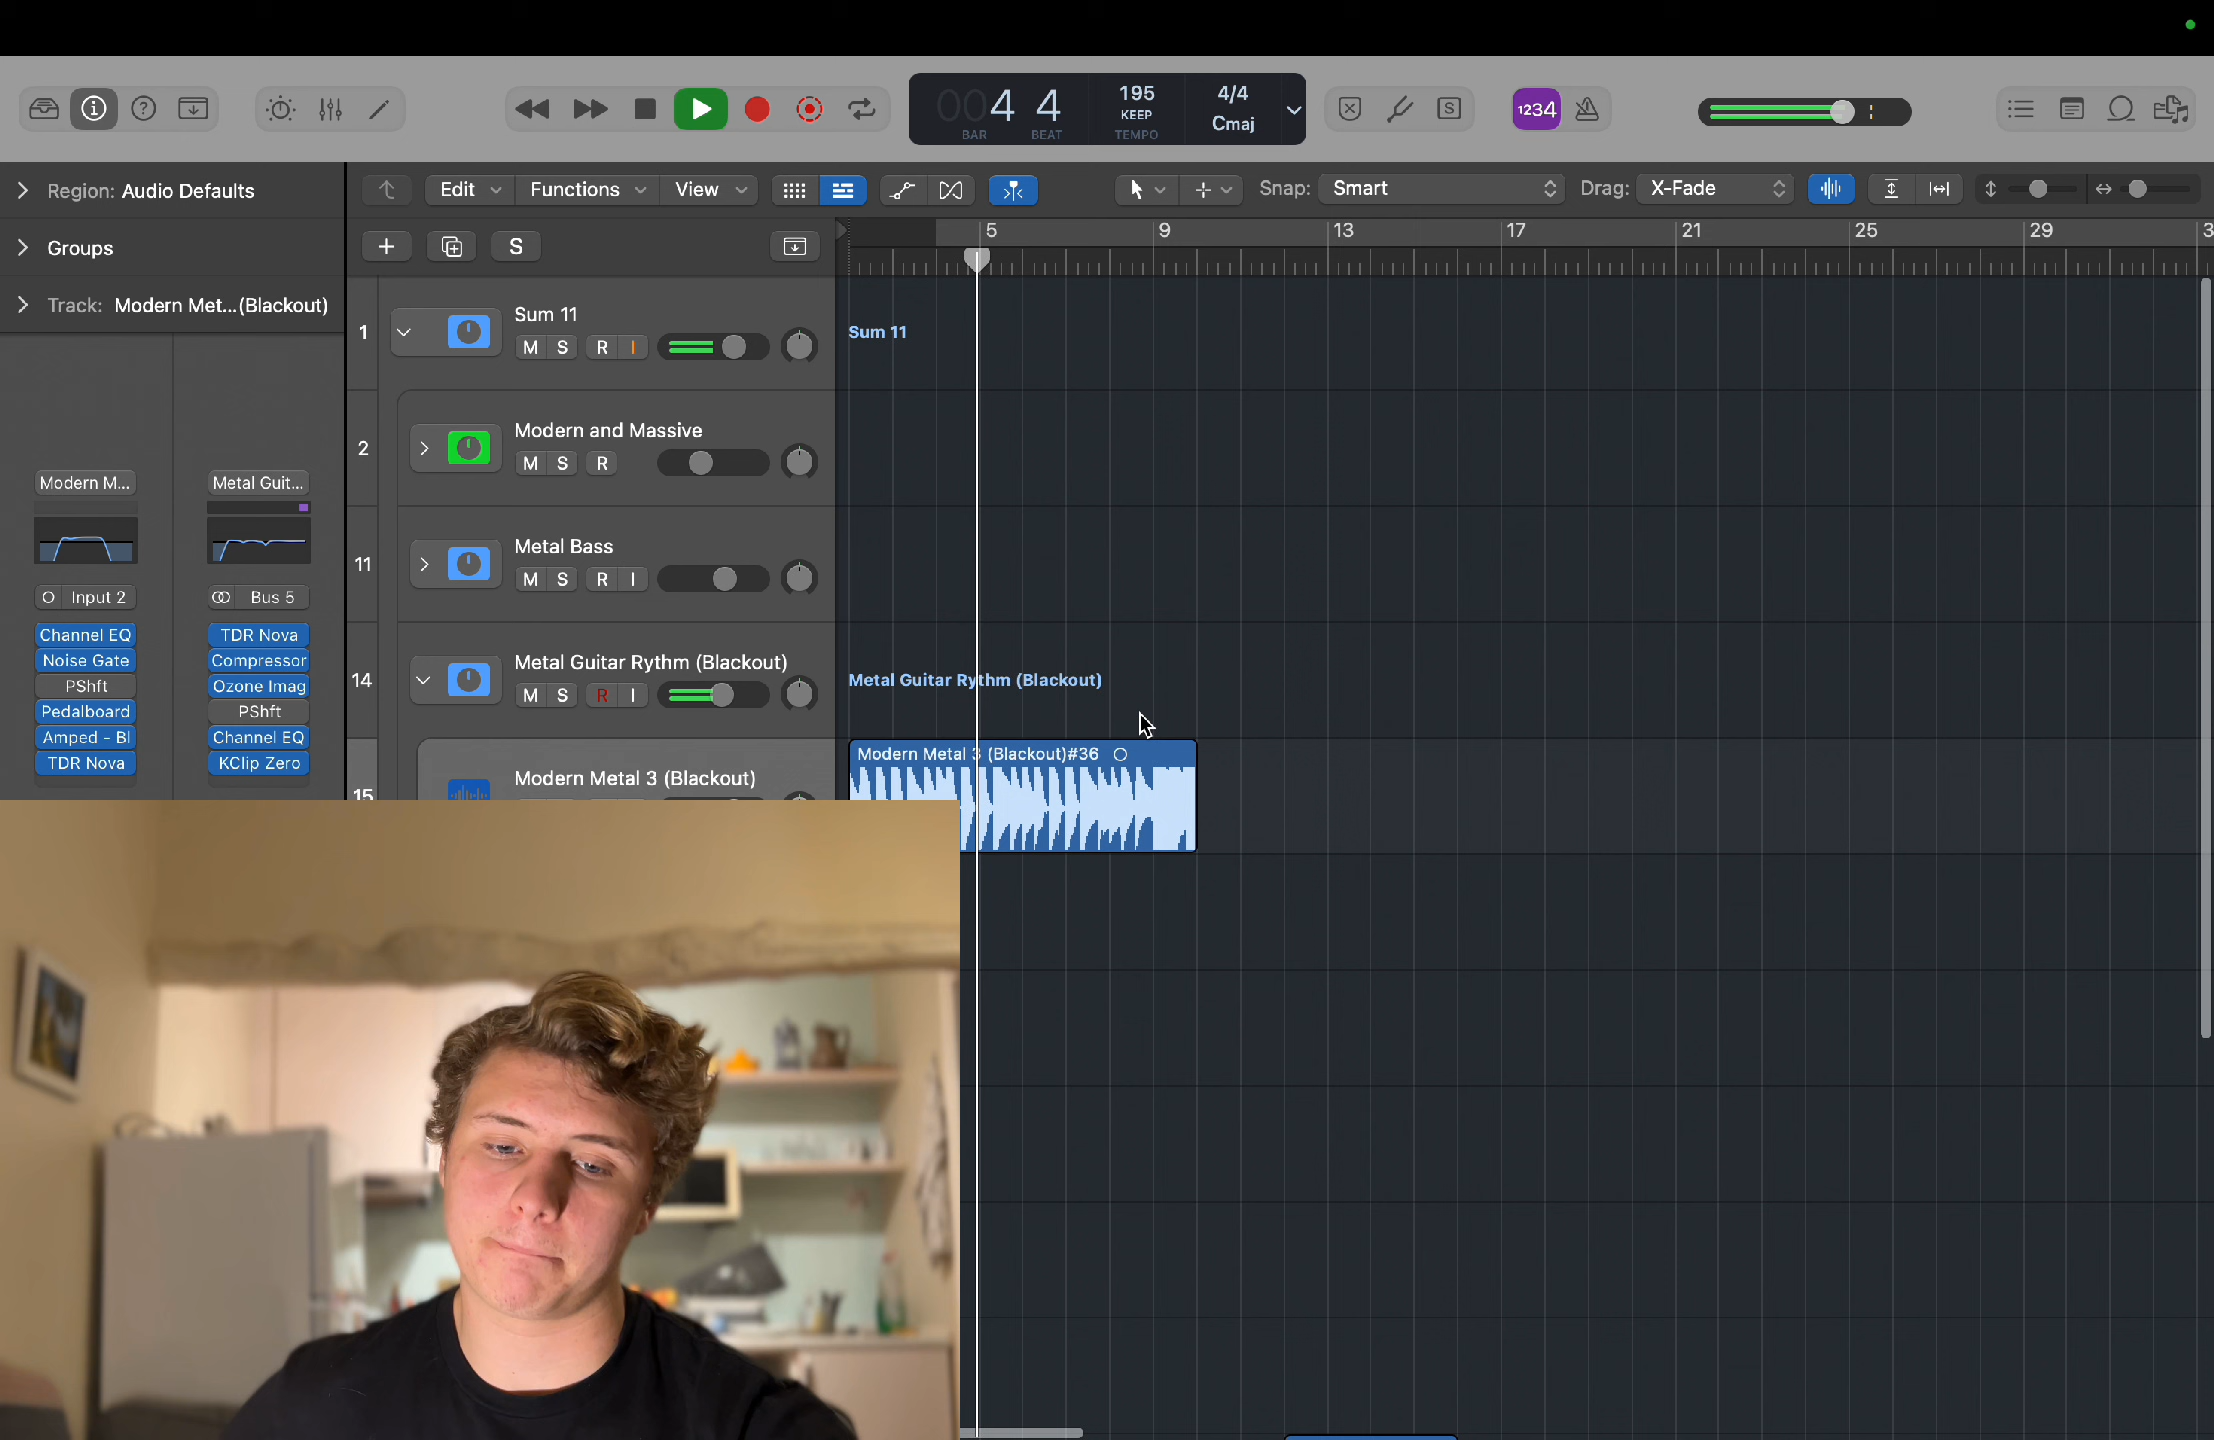 004 4
BAR BEAT
195
KEEP
TEMPO
4/4
Cmaj
S
1234
Region: Audio Defaults
Edit
Functions
View
Snap: Smart
Drag: X-Fade
Groups
S
5 9 13 17 21 25 29 3
Track: Modern Met...(Blackout)
1
Sum 11
M S R I
Sum 11
2
Modern and Massive
M S R
Modern M...
Metal Guit...
11
Metal Bass
M S R I
Input 2
Bus 5
Channel EQ
Noise Gate
PShft
Pedalboard
Amped - Bl
TDR Nova
TDR Nova
Compressor
Ozone Imag
PShft
Channel EQ
KClip Zero
14
Metal Guitar Rythm (Blackout)
M S R I
Metal Guitar Rythm (Blackout)
15
Modern Metal 3 (Blackout)
Modern Metal 3 (Blackout)#36